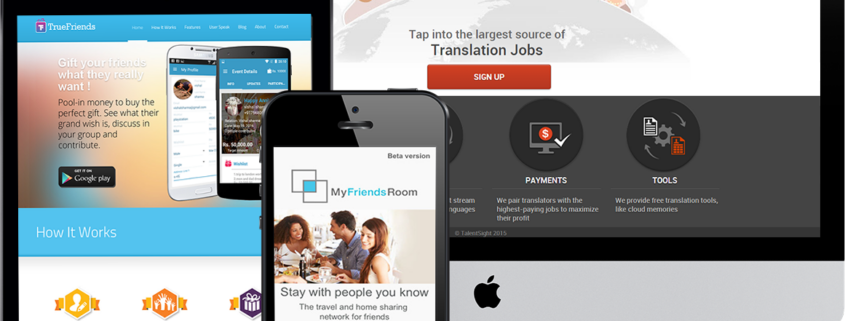 TrueFriends
Home How It Works Features User Speak Blog About Contact
Gift your friends
what they really
want !
Pool-in money to buy the
perfect gift. See what their
grand wish is, discuss in
your group and
contribute.
GET IT ON
Google play
My Profile
Event Details
INFO UPDATES
Rs. 50,000.00
Wishlist
How It Works
Beta version
MyFriendsRoom
Stay with people you know
The travel and home sharing
network for friends
Tap into the largest source of
Translation Jobs
SIGN UP
PAYMENTS
We pair translators with the
highest-paying jobs to maximize
their profit
TOOLS
We provide free translation tools,
like cloud memories
t stream
nguages
© TalentSight 2015